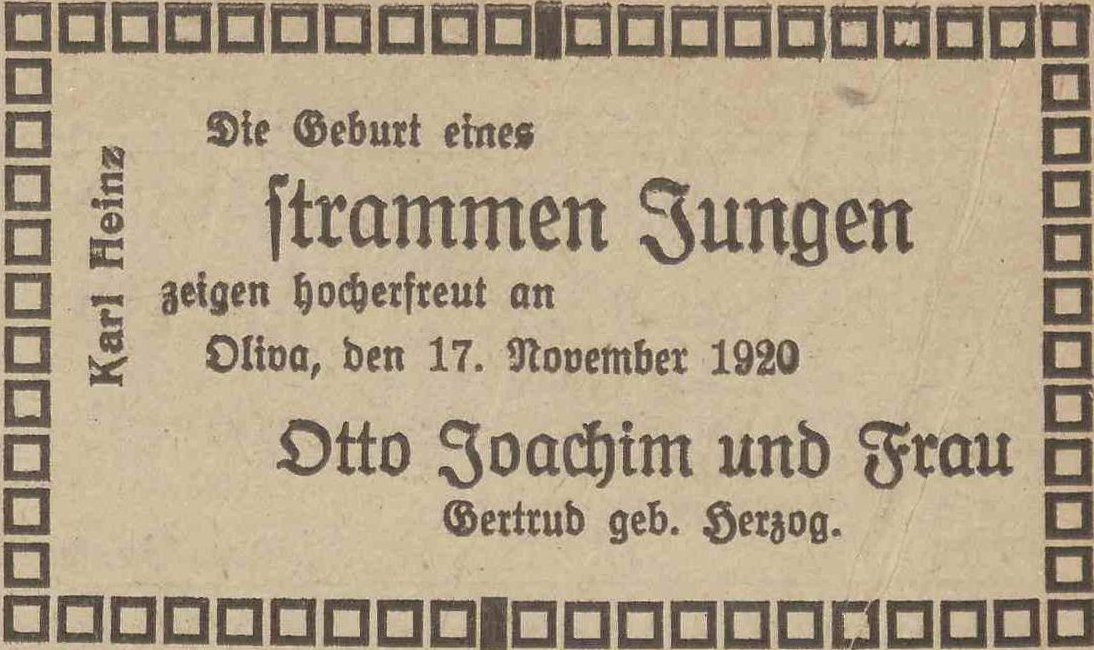 Karl Heinz
Die Geburt eines
strammen Jungen
zeigen hocherfreut an
Oliva, den 17. November 1920
Otto Joachim und Frau
Gertrud geb. Herzog.